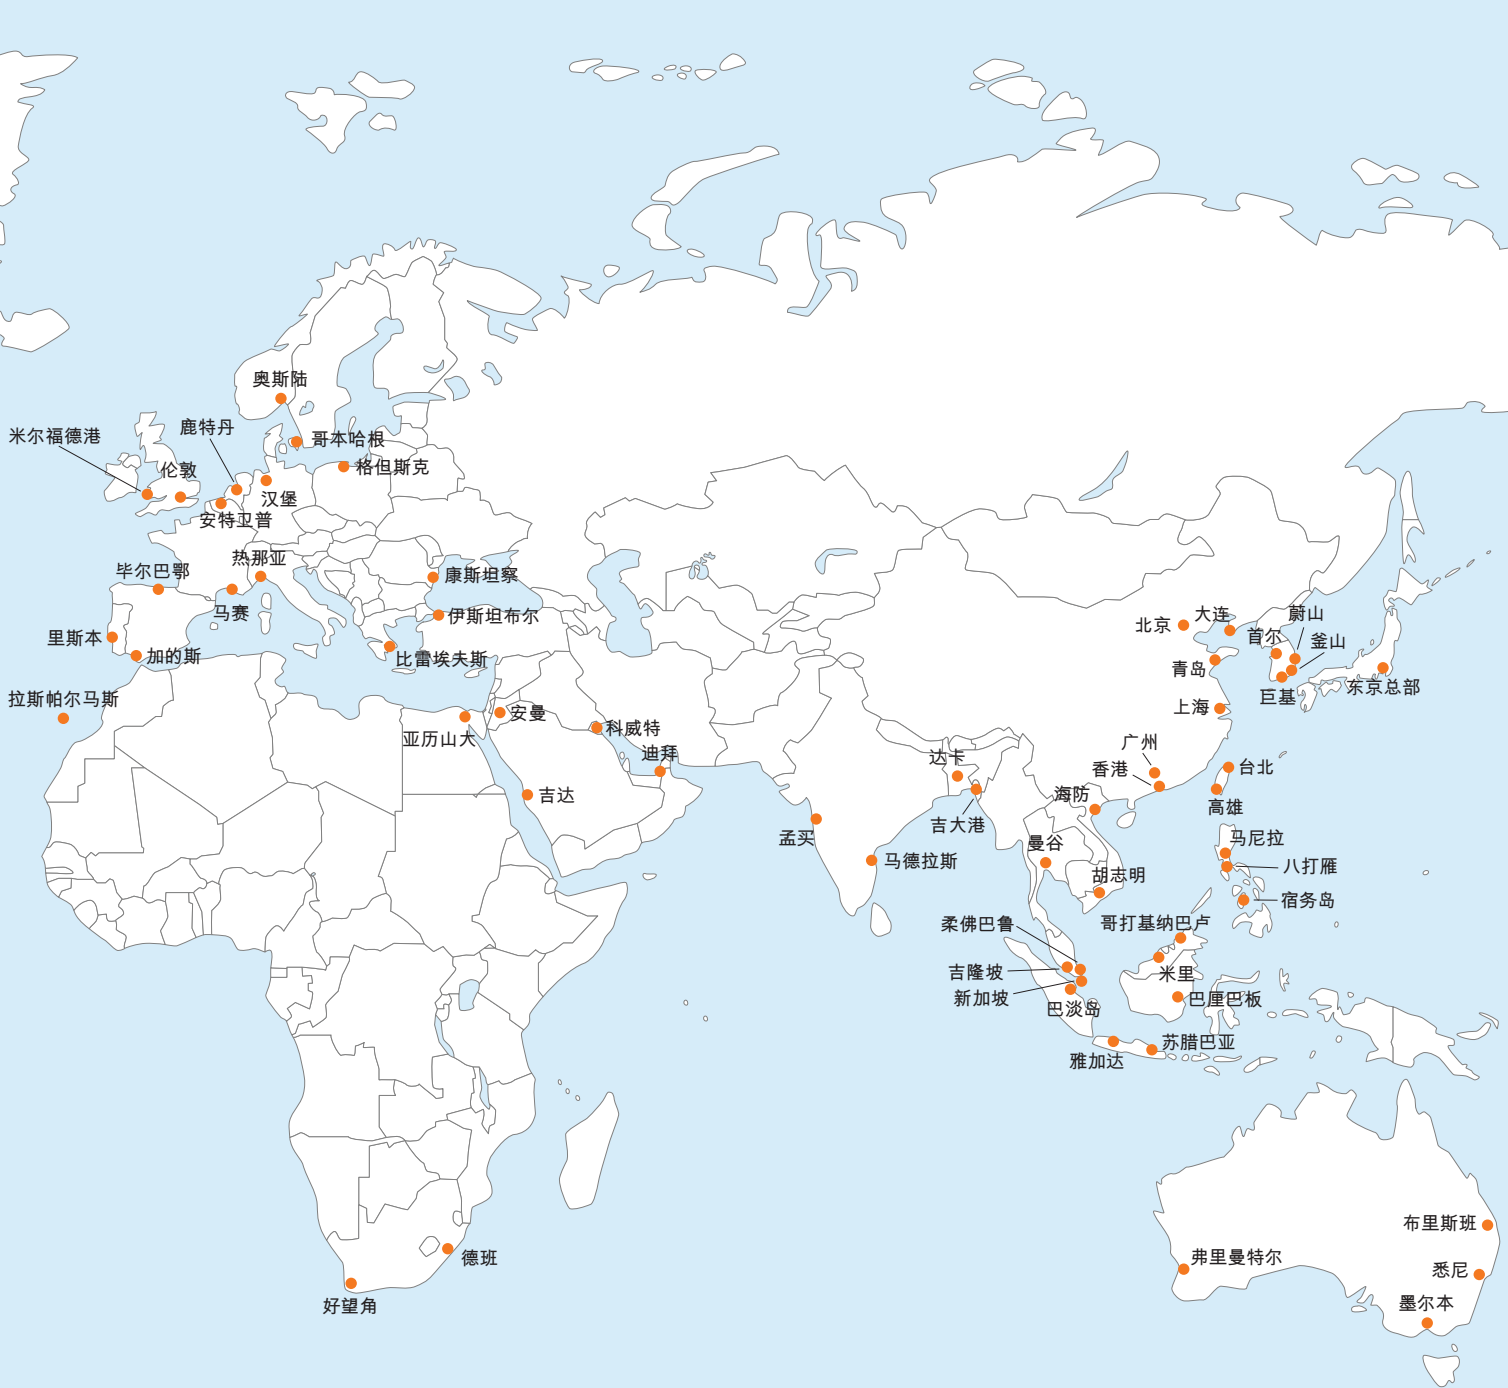 奥斯陆
鹿特丹
米尔福德港
哥本哈根
伦敦
格但斯克
汉堡
安特卫普
热那亚
毕尔巴鄂
康斯坦察
马赛
伊斯坦布尔
里斯本
加的斯
比雷埃夫斯
拉斯帕尔马斯
安曼
亚历山大
科威特
迪拜
吉达
北京
大连
蔚山
首尔
釜山
青岛
巨基
东京总部
上海
广州
达卡
香港
台北
海防
高雄
吉大港
孟买
马尼拉
曼谷
马德拉斯
八打雁
胡志明
宿务岛
柔佛巴鲁
哥打基纳巴卢
吉隆坡
米里
新加坡
巴厘巴板
巴淡岛
苏腊巴亚
雅加达
布里斯班
德班
弗里曼特尔
悉尼
好望角
墨尔本